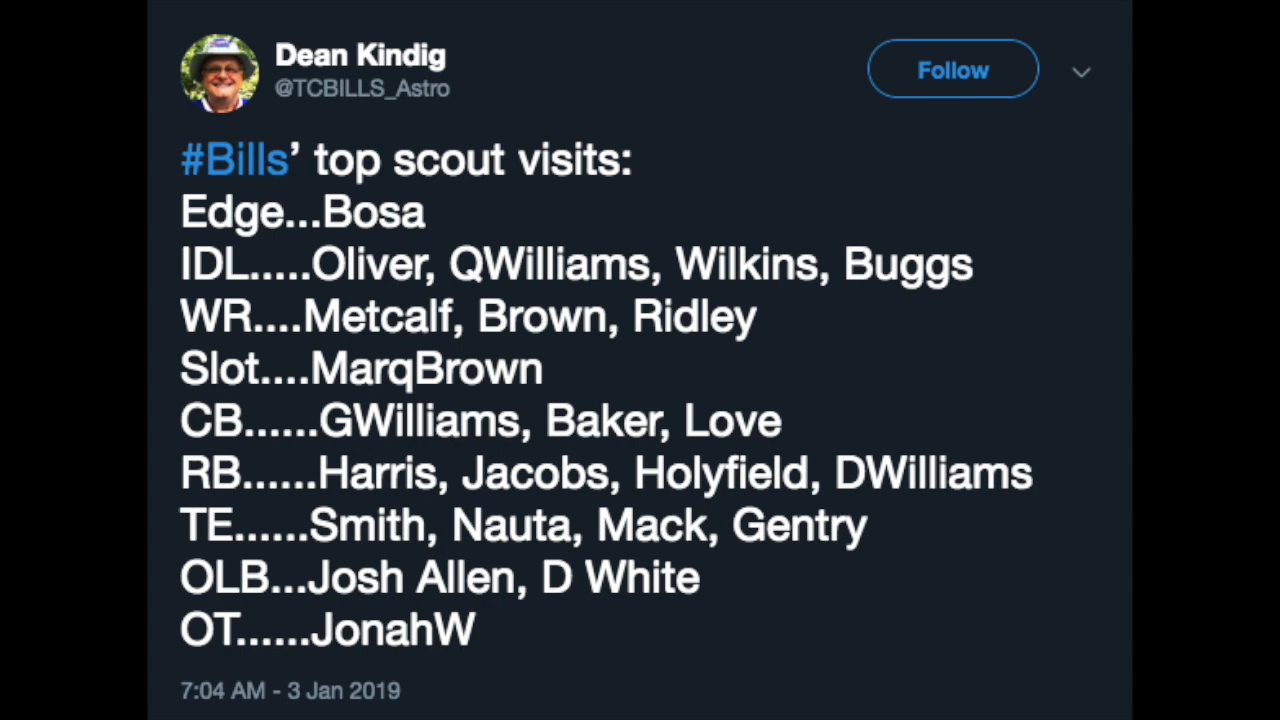 Dean Kindig
@TCBILLS_Astro
Follow
#Bills’ top scout visits:
Edge...Bosa
IDL.....Oliver, QWilliams, Wilkins, Buggs
WR....Metcalf, Brown, Ridley
Slot....MarqBrown
CB......GWilliams, Baker, Love
RB......Harris, Jacobs, Holyfield, DWilliams
TE......Smith, Nauta, Mack, Gentry
OLB...Josh Allen, D White
OT......JonahW
7:04 AM - 3 Jan 2019